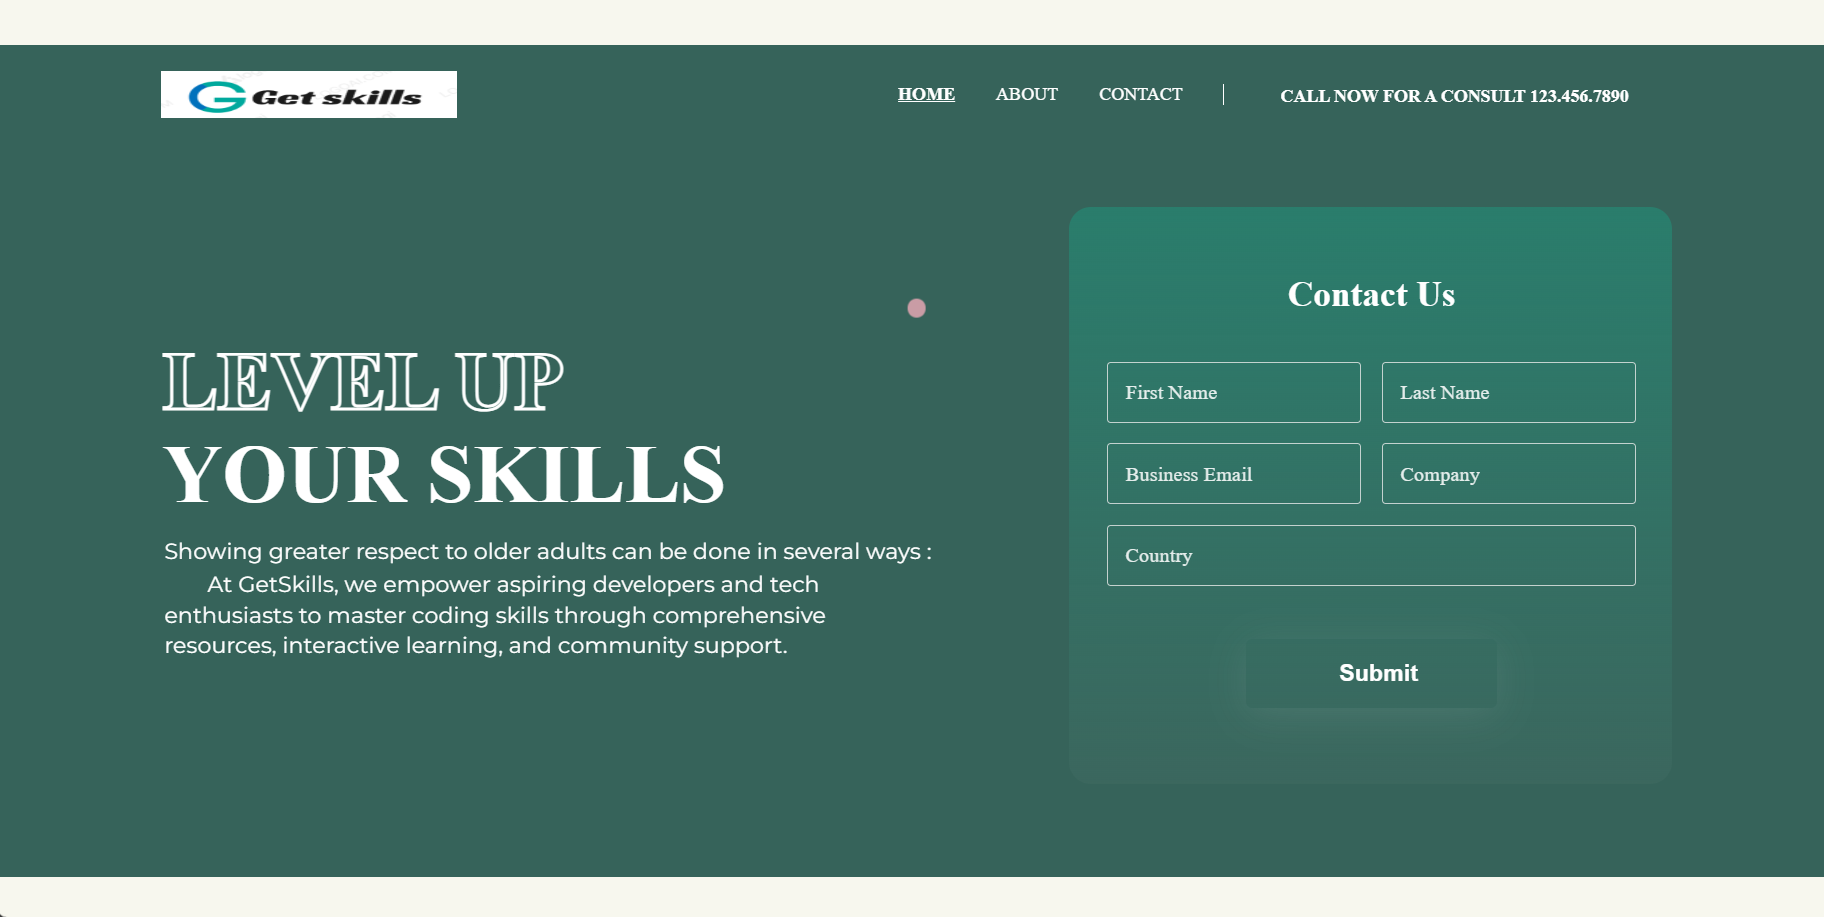 Get skills
HOME
ABOUT
CONTACT
CALL NOW FOR A CONSULT 123.456.7890
LEVEL UP
YOUR SKILLS
Showing greater respect to older adults can be done in several ways :
At GetSkills, we empower aspiring developers and tech
enthusiasts to master coding skills through comprehensive
resources, interactive learning, and community support.
Contact Us
First Name
Last Name
Business Email
Company
Country
Submit